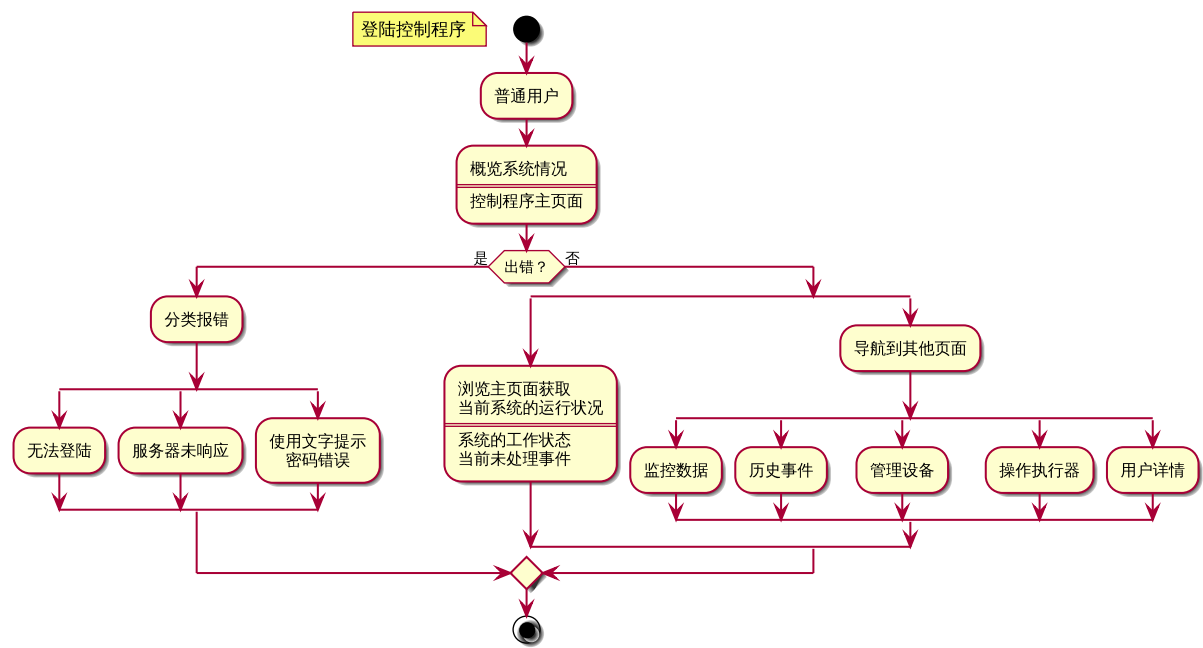 登陆控制程序
普通用户
概览系统情况
控制程序主页面
是
出错？
否
分类报错
无法登陆
服务器未响应
使用文字提示
密码错误
浏览主页面获取
当前系统的运行状况
系统的工作状态
当前未处理事件
导航到其他页面
监控数据
历史事件
管理设备
操作执行器
用户详情